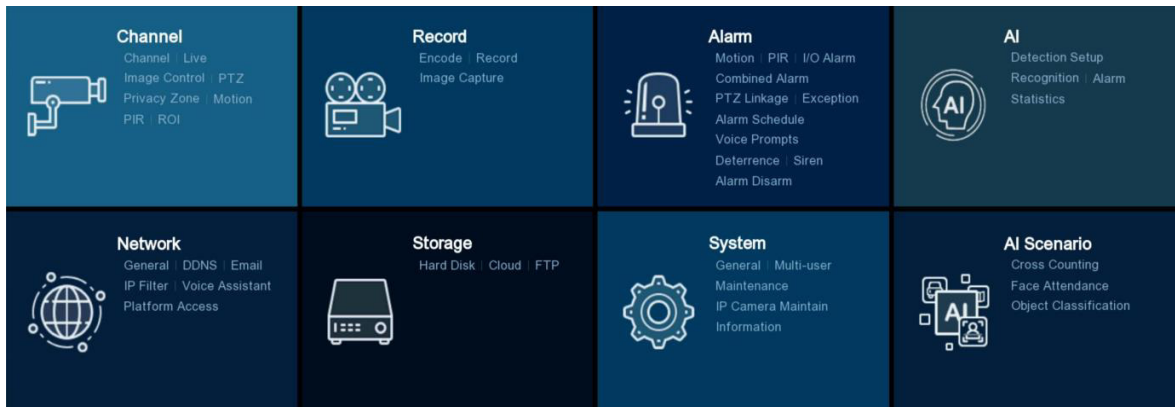 Channel
Channel | Live
Image Control | PTZ
Privacy Zone | Motion
PIR | ROI
Record
Encode | Record
Image Capture
Alarm
Motion | PIR | I/O Alarm
Combined Alarm
PTZ Linkage | Exception
Alarm Schedule
Voice Prompts
Deterrence | Siren
Alarm Disarm
AI
Detection Setup
Recognition | Alarm
Statistics
AI
Network
General | DDNS | Email
IP Filter | Voice Assistant
Platform Access
Storage
Hard Disk | Cloud | FTP
System
General | Multi-user
Maintenance
IP Camera Maintain
Information
AI Scenario
Cross Counting
Face Attendance
Object Classification
AI